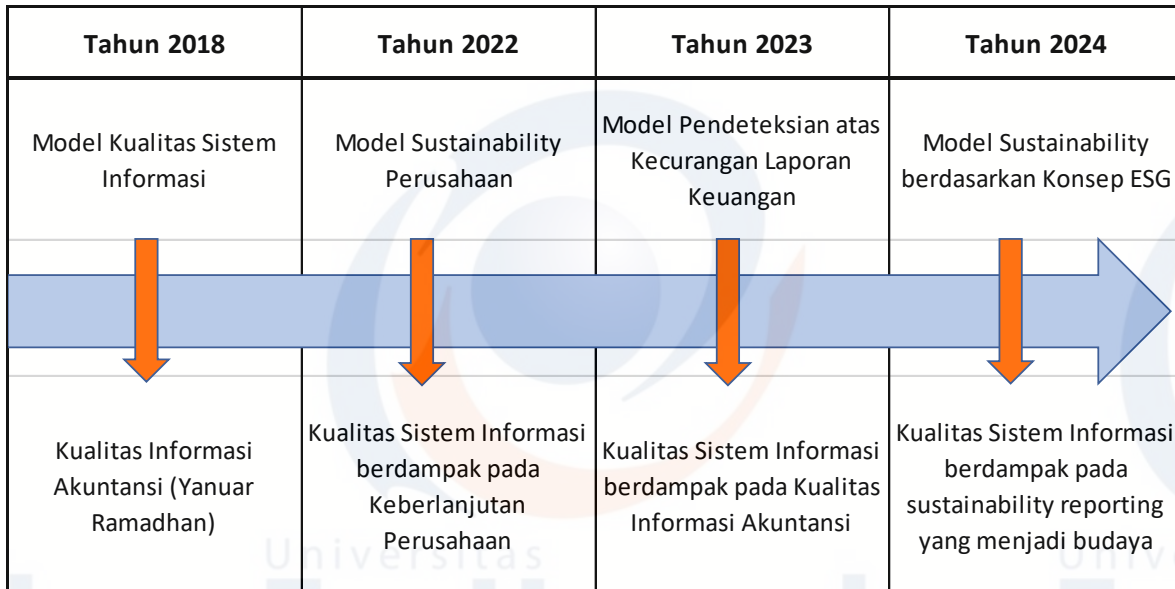 Tahun 2018
Tahun 2022
Tahun 2023
Tahun 2024
Model Kualitas Sistem
Informasi
Model Sustainability
Perusahaan
Model Pendeteksian atas
Kecurangan Laporan
Keuangan
Model Sustainability
berdasarkan Konsep ESG
Kualitas Informasi
Akuntansi (Yanuar
Ramadhan)
Kualitas Sistem Informasi
berdampak pada
Keberlanjutan
Perusahaan
Kualitas Sistem Informasi
berdampak pada Kualitas
Informasi Akuntansi
Kualitas Sistem Informasi
berdampak pada
sustainability reporting
yang menjadi budaya
Universitas